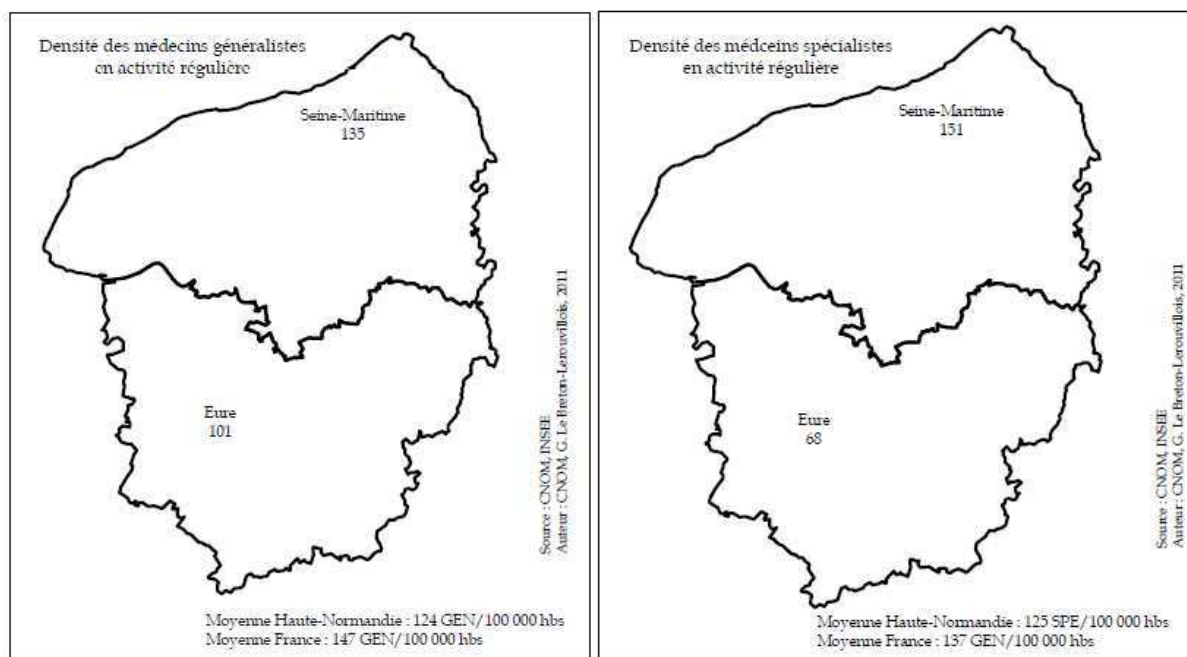 Densité des médecins généralistes
en activité régulière
Seine-Maritime
135
Eure
101
Source : CNOM, INSEE
Auteur : CNOM, G. Le Breton-Lerouvillois, 2011
Moyenne Haute-Normandie : 124 GEN/100 000 hbs
Moyenne France : 147 GEN/100 000 hbs
Densité des médceins spécialistes
en activité régulière
Seine-Maritime
151
Eure
68
Source : CNOM, INSEE
Auteur : CNOM, G. Le Breton-Lerouvillois, 2011
Moyenne Haute-Normandie : 125 SPE/100 000 hbs
Moyenne France : 137 GEN/100 000 hbs